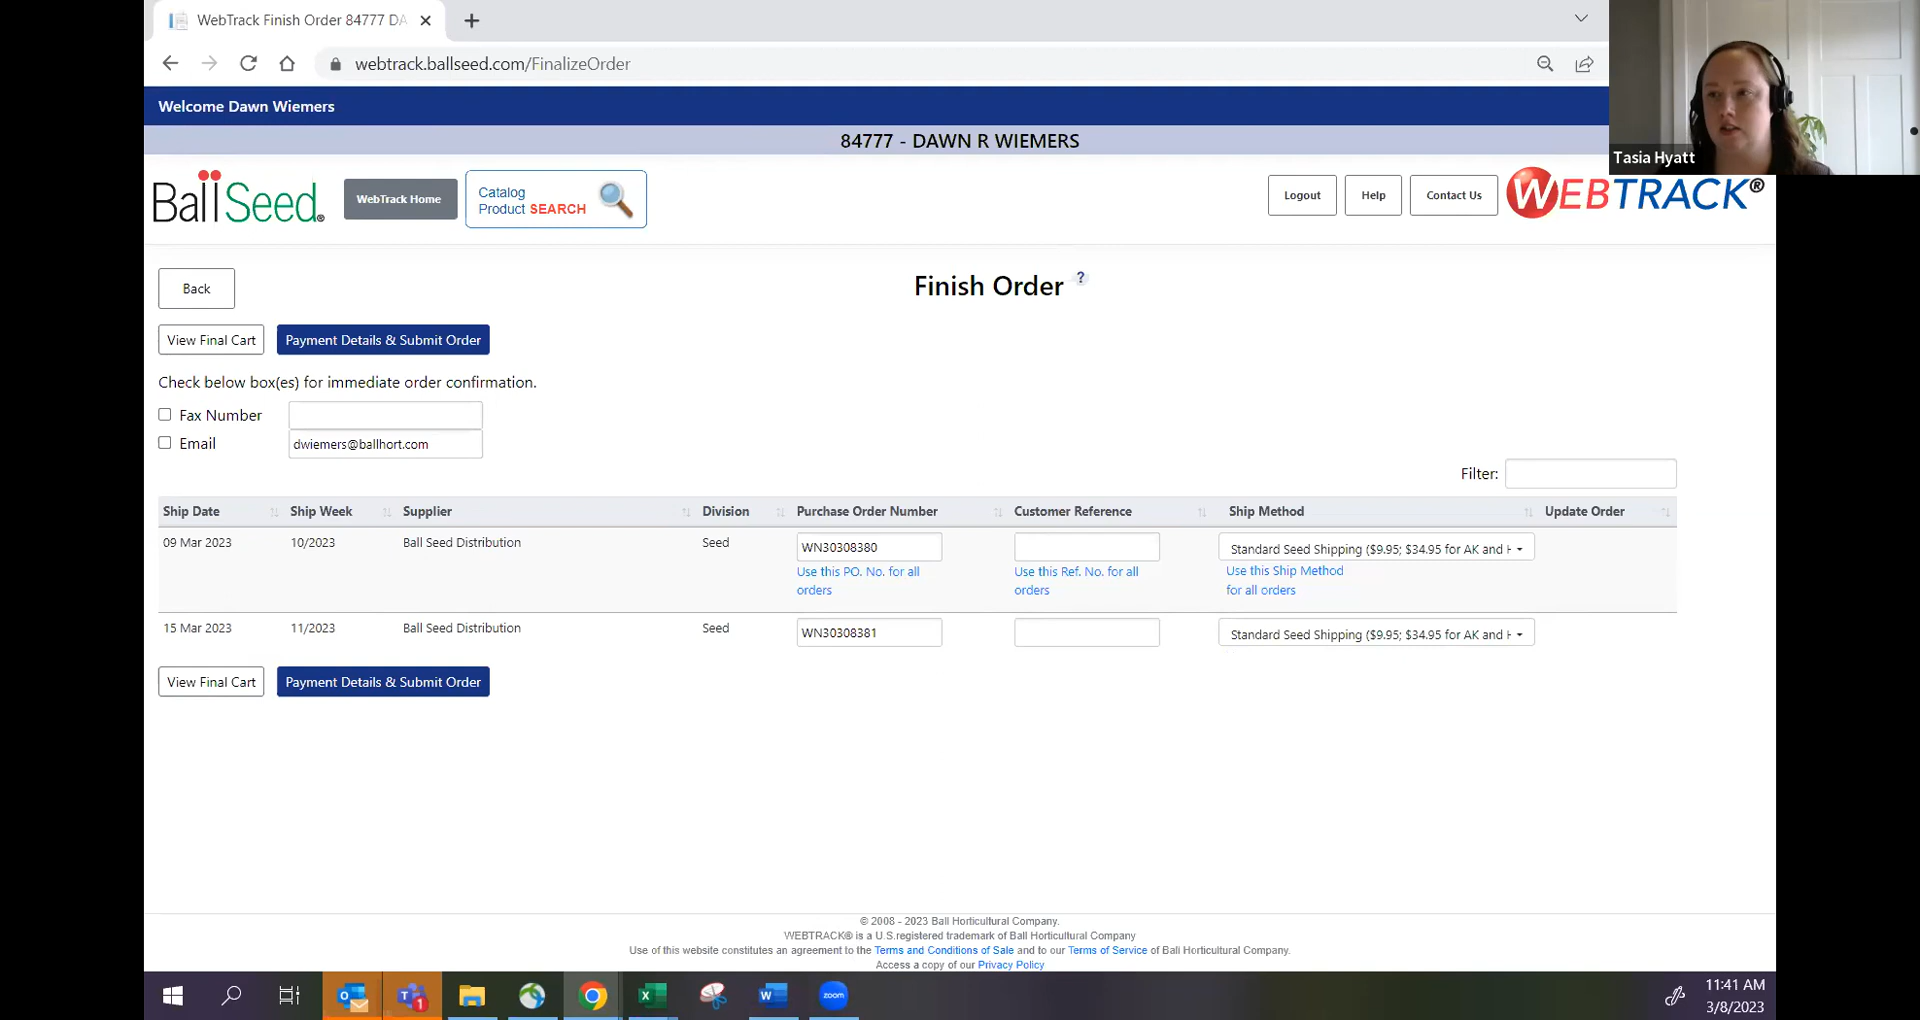 WebTrack Finish Order 84777 DA
webtrack.ballseed.com/FinalizeOrder
Welcome Dawn Wiemers
84777 - DAWN R WIEMERS
Tasia Hyatt
Ball Seed®
WebTrack Home
Catalog
Product SEARCH
Logout
Help
Contact Us
WEBTRACK®
Back
Finish Order ?
View Final Cart
Payment Details & Submit Order
Check below box(es) for immediate order confirmation.
Fax Number
Email
dwiemers@ballhort.com
Filter:
Ship Date Ship Week Supplier Division Purchase Order Number Customer Reference Ship Method Update Order
09 Mar 2023 10/2023 Ball Seed Distribution Seed WN30308380 Standard Seed Shipping ($9.95; $34.95 for AK and H
Use this PO. No. for all Use this Ref. No. for all Use this Ship Method
orders orders for all orders
15 Mar 2023 11/2023 Ball Seed Distribution Seed WN30308381 Standard Seed Shipping ($9.95; $34.95 for AK and H
View Final Cart
Payment Details & Submit Order
© 2008 - 2023 Ball Horticultural Company.
WEBTRACK® is a U.S.registered trademark of Ball Horticultural Company
Use of this website constitutes an agreement to the Terms and Conditions of Sale and to our Terms of Service of Ball Horticultural Company.
Access a copy of our Privacy Policy
zoom
11:41 AM
3/8/2023